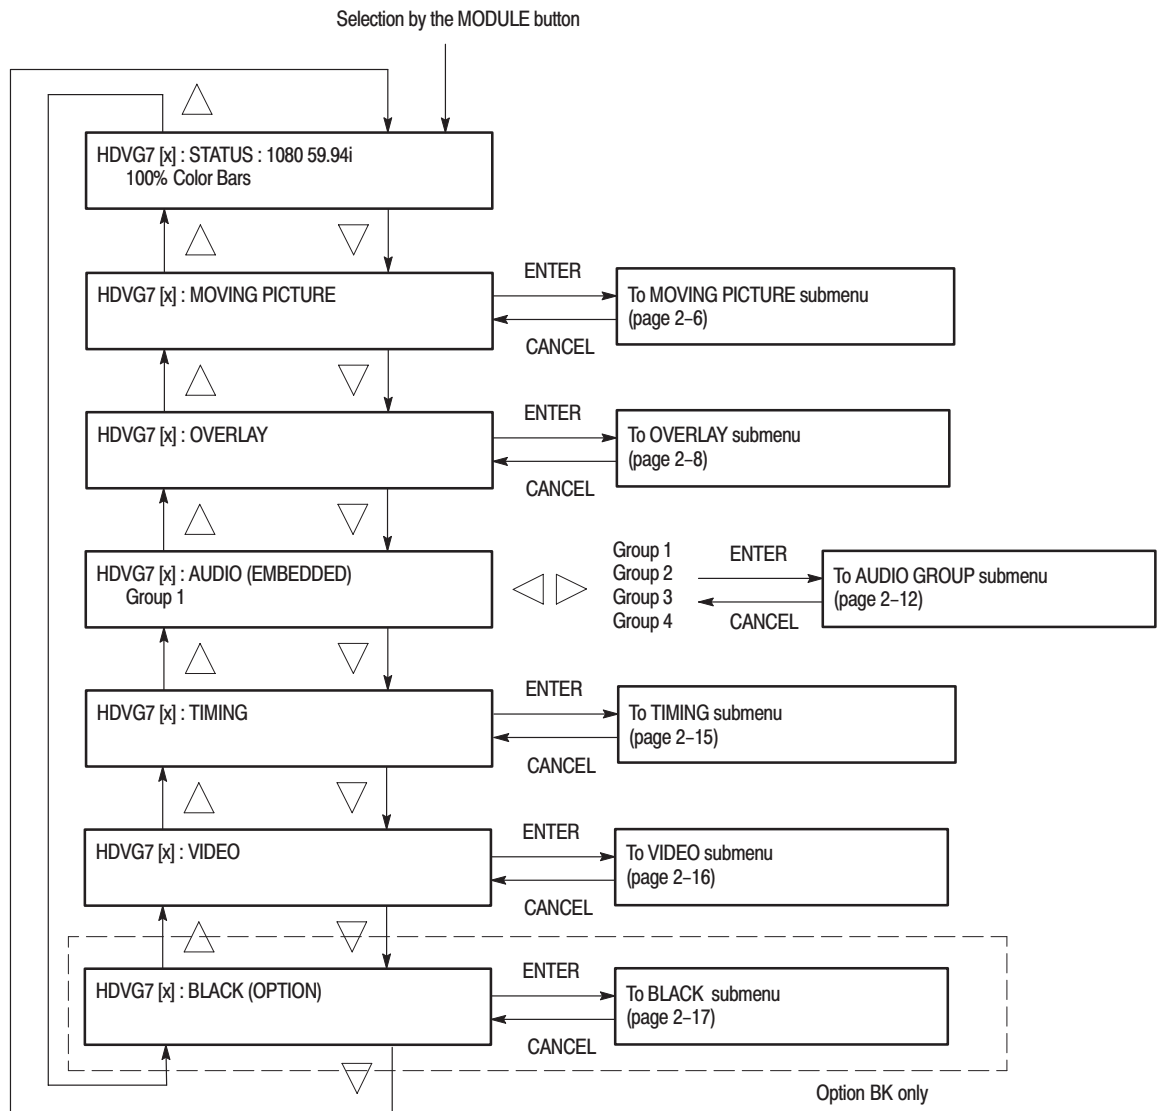 Selection by the MODULE button
HDVG7 [x] : STATUS : 1080 59.94i
100% Color Bars
HDVG7 [x] : MOVING PICTURE
ENTER
CANCEL
To MOVING PICTURE submenu
(page 2–6)
HDVG7 [x] : OVERLAY
ENTER
CANCEL
To OVERLAY submenu
(page 2–8)
HDVG7 [x] : AUDIO (EMBEDDED)
Group 1
Group 1
Group 2
Group 3
Group 4
ENTER
CANCEL
To AUDIO GROUP submenu
(page 2–12)
HDVG7 [x] : TIMING
ENTER
CANCEL
To TIMING submenu
(page 2–15)
HDVG7 [x] : VIDEO
ENTER
CANCEL
To VIDEO submenu
(page 2–16)
HDVG7 [x] : BLACK (OPTION)
ENTER
CANCEL
To BLACK submenu
(page 2–17)
Option BK only